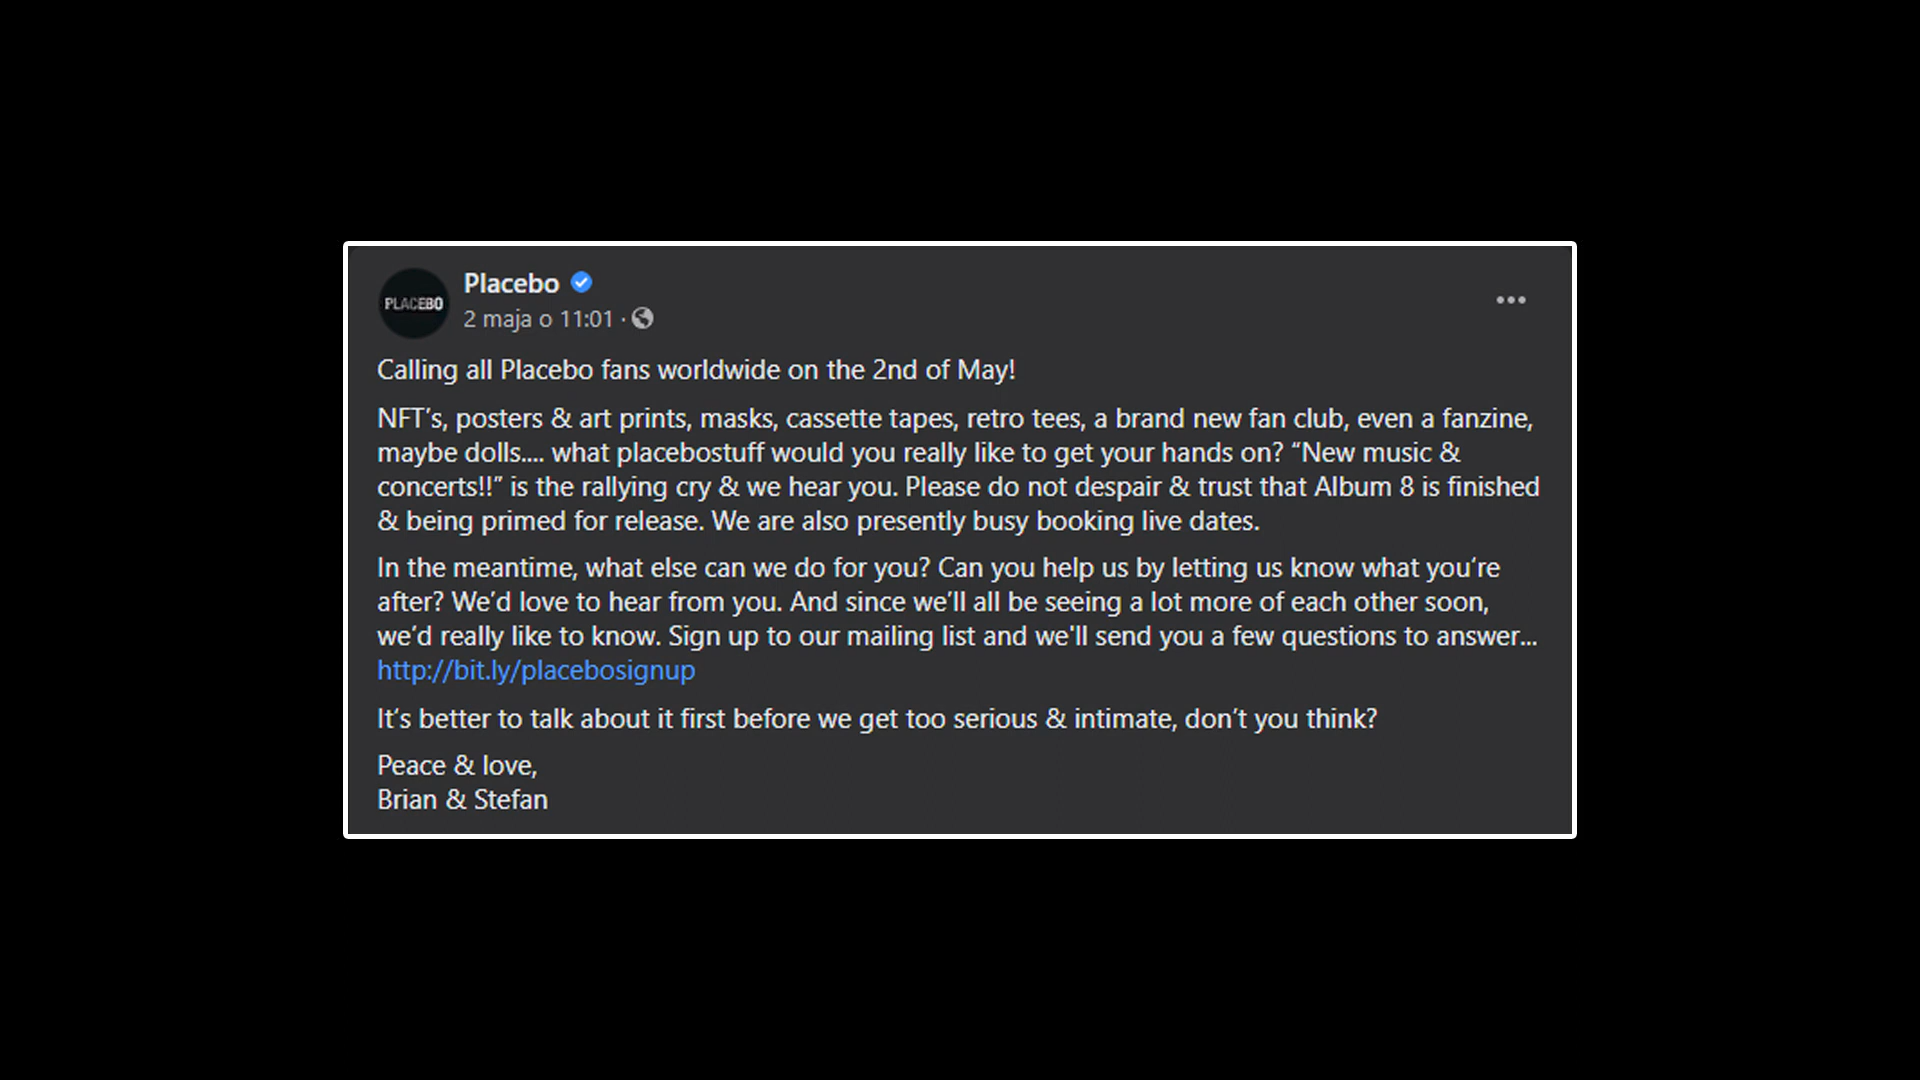 PLACEBO
Placebo
2 maja o 11:01 ·
Calling all Placebo fans worldwide on the 2nd of May!
NFT’s, posters & art prints, masks, cassette tapes, retro tees, a brand new fan club, even a fanzine,
maybe dolls.... what placebostuff would you really like to get your hands on? “New music &
concerts!!” is the rallying cry & we hear you. Please do not despair & trust that Album 8 is finished
& being primed for release. We are also presently busy booking live dates.
In the meantime, what else can we do for you? Can you help us by letting us know what you’re
after? We’d love to hear from you. And since we’ll all be seeing a lot more of each other soon,
we’d really like to know. Sign up to our mailing list and we'll send you a few questions to answer...
http://bit.ly/placebosignup
It’s better to talk about it first before we get too serious & intimate, don’t you think?
Peace & love,
Brian & Stefan